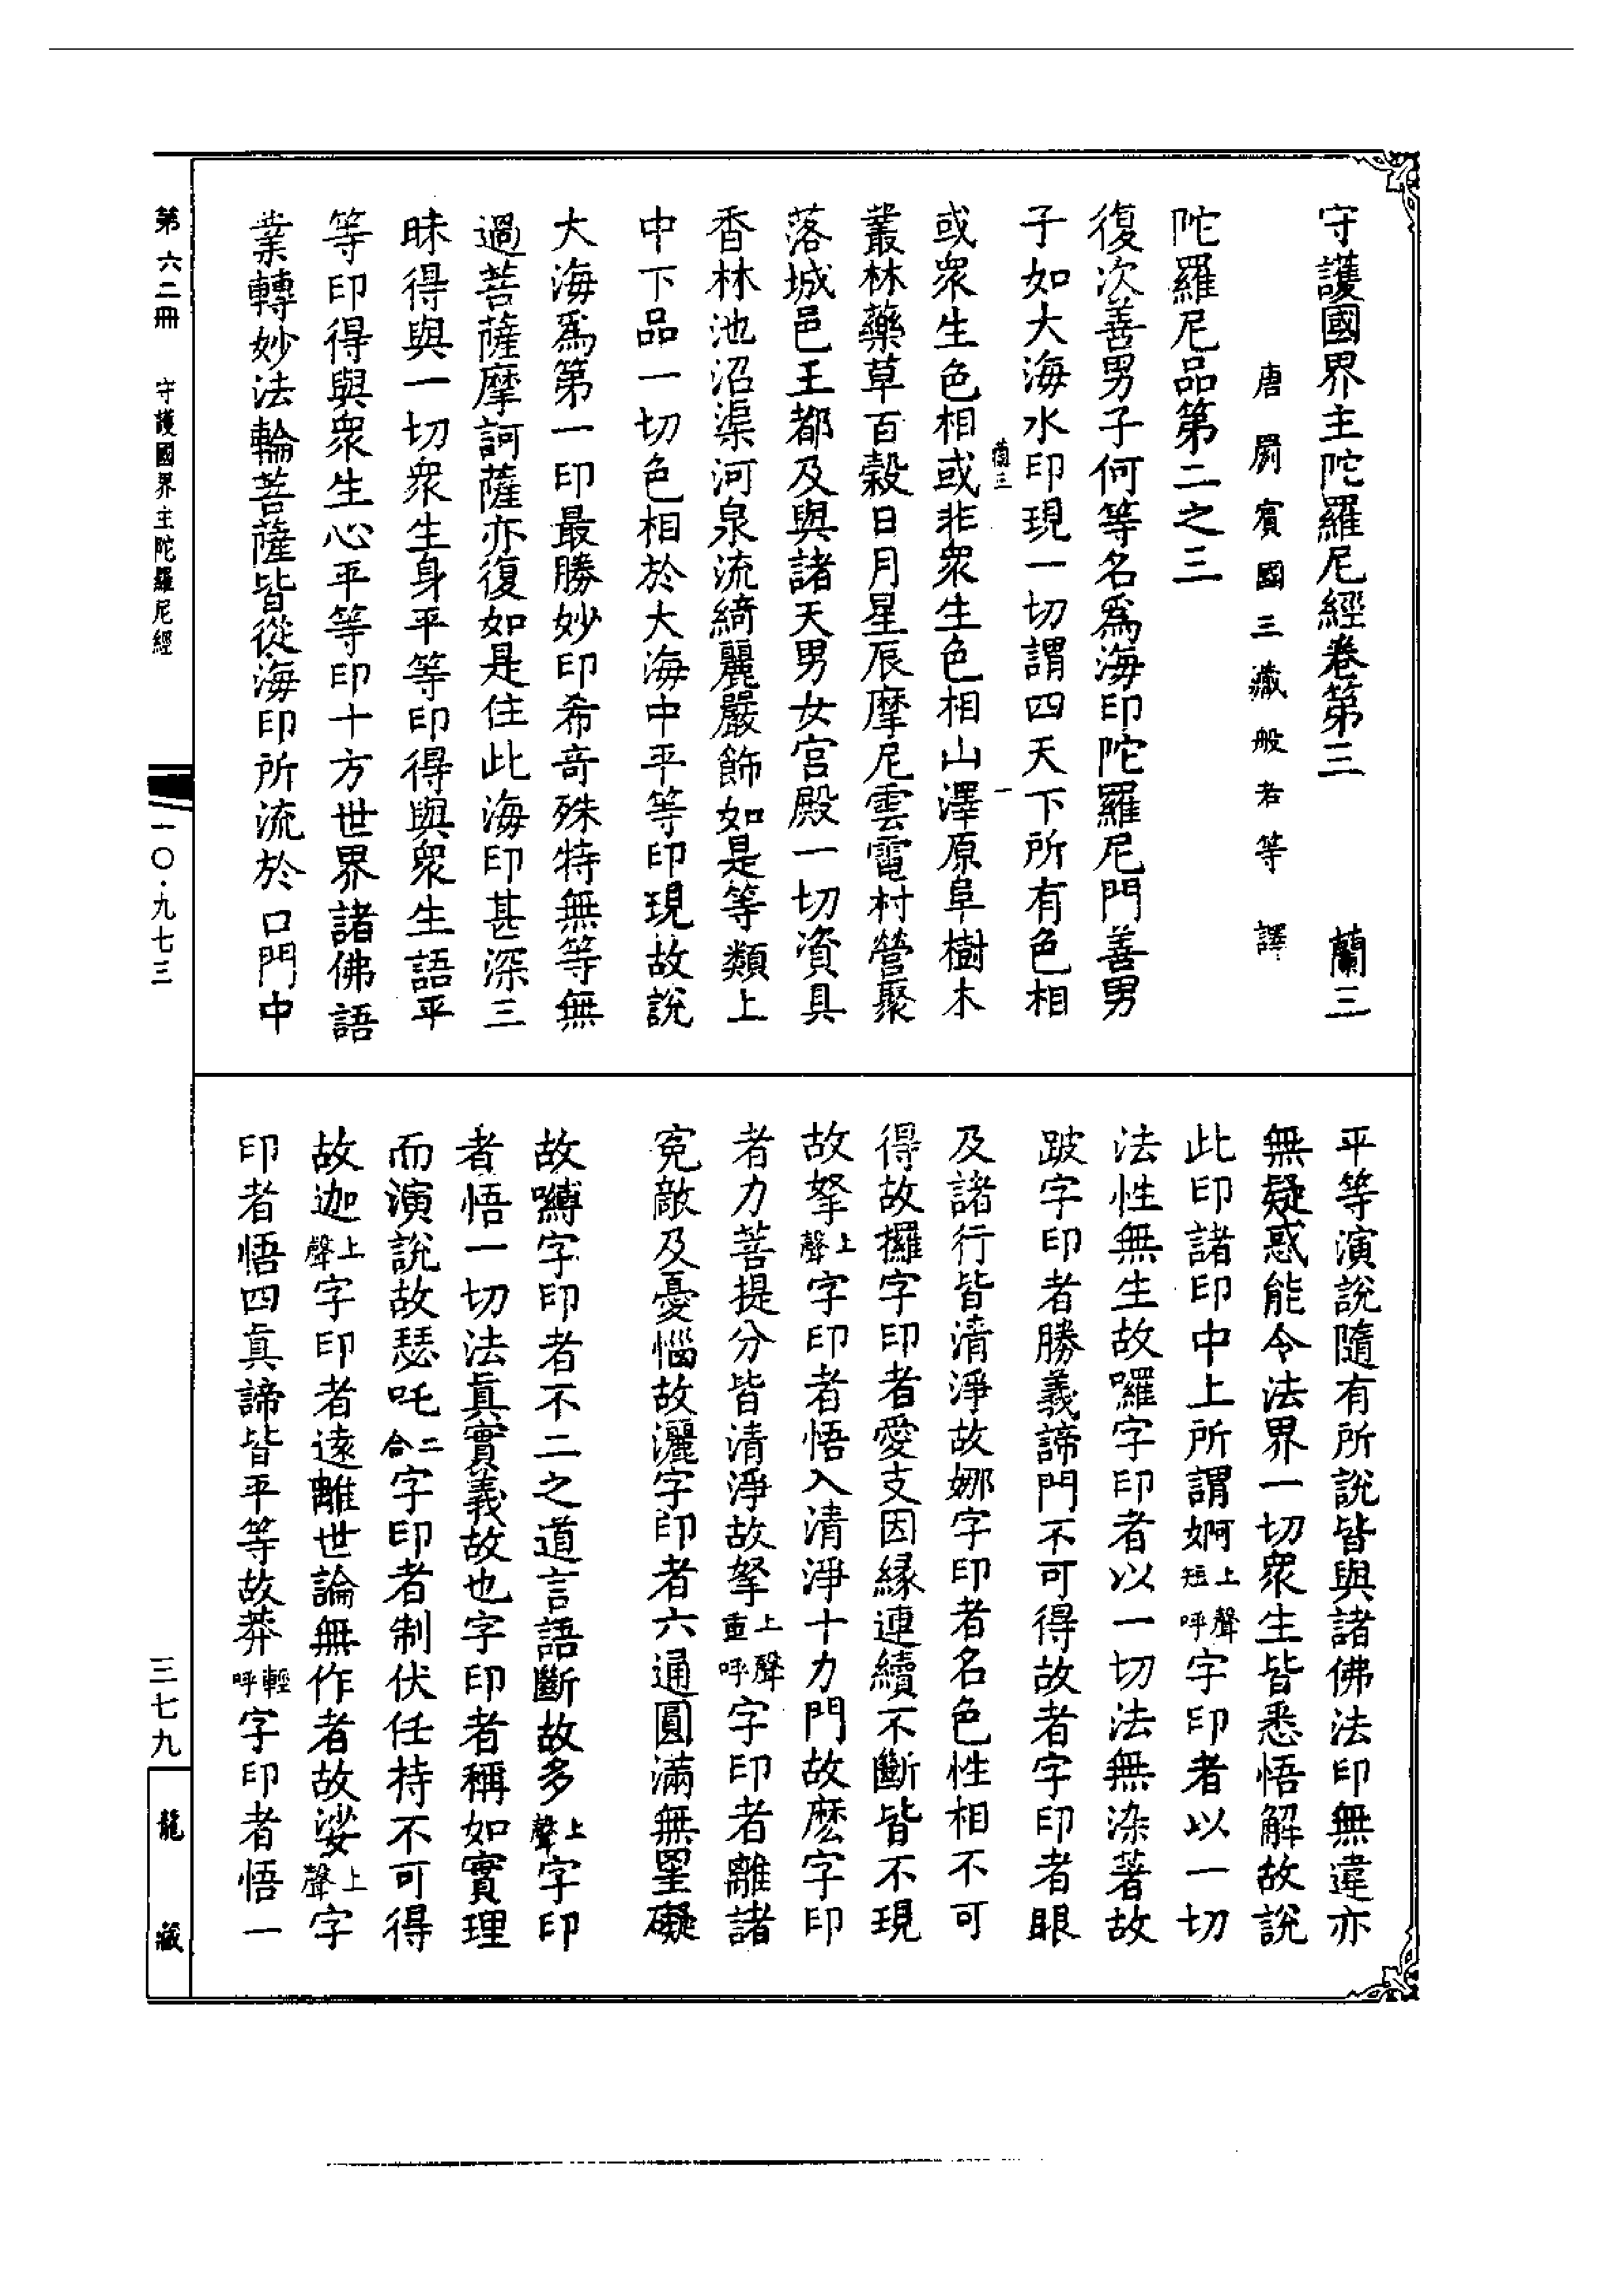 守護國界主陀羅尼經卷第三　蘭三
唐罽賓國三藏般若等　譯
陀羅尼品第二之三
復次善男子何等名爲海印陀羅尼門善男
子如大海水印現一切謂四天下所有色相
蘭三　一
或衆生色相或非衆生色相山澤原阜樹木
叢林藥草百穀日月星辰摩尼雲電村營聚
落城邑王都及與諸天男女宮殿一切資具
香林池沼渠河泉流綺麗嚴飾如是等類上
中下品一切色相於大海中平等印現故說
大海爲第一印最勝妙印希奇殊特無等無
過菩薩摩訶薩亦復如是住此海印甚深三
昧得與一切衆生身平等印得與衆生語平
等印得與衆生心平等印十方世界諸佛語
業轉妙法輪菩薩皆從海印所流於口門中
平等演說隨有所說皆與諸佛法印無違亦
無疑惑能令法界一切衆生皆悉悟解故說
此印諸印中上所謂婀上聲短呼字印者以一切
法性無生故囉字印者以一切法無染著故
跛字印者勝義諦門不可得故者字印者眼
及諸行皆清淨故娜字印者名色性相不可
得故攞字印者愛支因緣連續不斷皆不現
故拏上聲字印者悟入清淨十力門故麽字印
者力菩提分皆清淨故拏上聲重呼字印者離諸
寃敵及憂惱故灑字印者六通圓滿無罣礙
故嚩字印者不二之道言語斷故多上聲字印
者悟一切法眞實義故也字印者稱如實理
而演說故瑟吒二合字印者制伏任持不可得
故迦上聲字印者遠離世論無作者故娑上聲字
印者悟四眞諦皆平等故莽輕呼字印者悟一
第六二冊　守護國界主陀羅尼經　一〇·九七三　三七九　龍藏